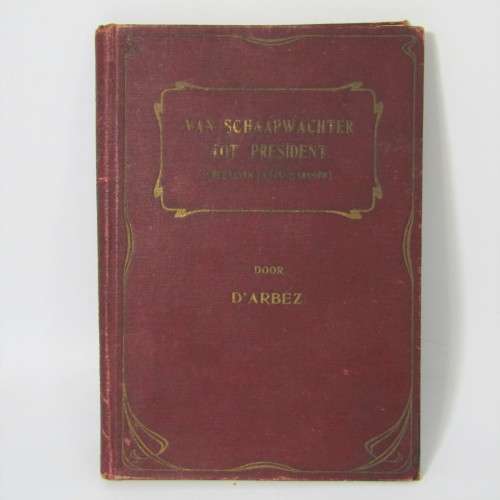 VAN SCHAAPWACHTER
TOT PRESIDENT
DOOR
D'ARBEZ